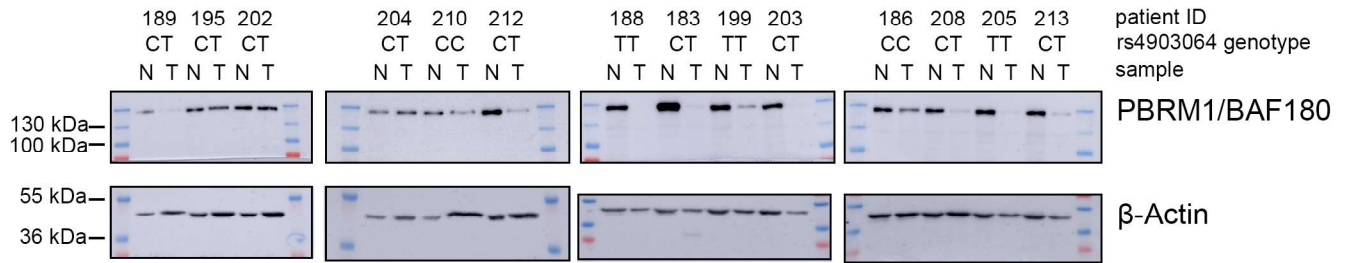 189 195 202 204 210 212 188 183 199 203 186 208 205 213 patient ID
CT CT CT CT CC CT TT CT TT CT CC CT TT CT rs4903064 genotype
N T N T N T N T N T N T N T N T N T N T N T N T N T N T sample
PBRM1/BAF180
130 kDa
100 kDa
55 kDa
β-Actin
36 kDa